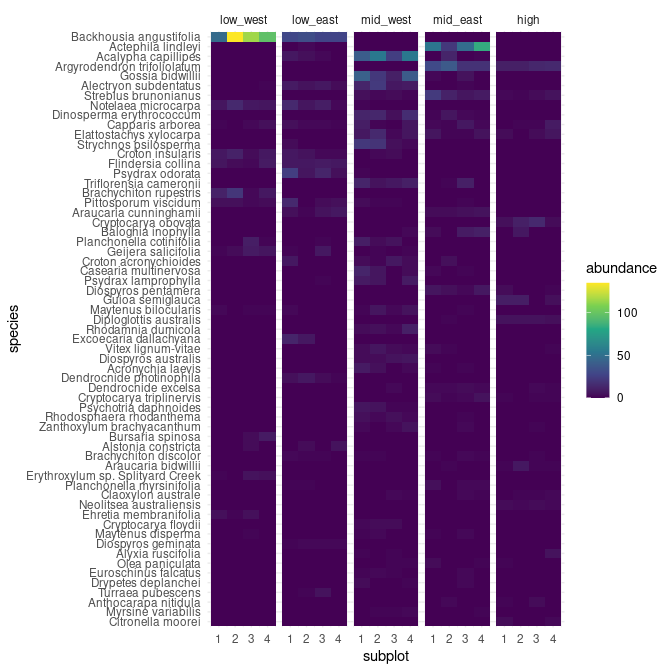 low_west low_east mid_west mid_east high
Backhousia angustifolia
Actephila lindleyi
Acalypha capillipes
Argyrodendron trifoliolatum
Gossia bidwillii
Alectryon subdentatus
Streblus brunonianus
Notelaea microcarpa
Dinosperma erythrococcum
Capparis arborea
Elattostachys xylocarpa
Strychnos psilosperma
Croton insularis
Flindersia collina
Psydrax odorata
Triflorensia cameronii
Brachychiton rupestris
Pittosporum viscidum
Araucaria cunninghamii
Cryptocarya obovata
Baloghia inophylla
Planchonella cotinifolia
Geijera salicifolia
Croton acronychioides
Casearia multinervosa
Psydrax lamprophylla
Diospyros pentamera
Guioa semiglauca
Maytenus bilocularis
Diploglottis australis
Rhodamnia dumicola
Excoecaria dallachyana
Vitex lignum-vitae
Diospyros australis
Acronychia laevis
Dendrocnide photinophila
Dendrocnide excelsa
Cryptocarya triplinervis
Psychotria daphnoides
Rhodosphaera rhodanthema
Zanthoxylum brachyacanthum
Bursaria spinosa
Alstonia constricta
Brachychiton discolor
Araucaria bidwillii
Erythroxylum sp. Splityard Creek
Planchonella myrsinifolia
Claoxylon australe
Neolitsea australiensis
Ehretia membranifolia
Cryptocarya floydii
Maytenus disperma
Diospyros geminata
Alyxia ruscifolia
Olea paniculata
Euroschinus falcatus
Drypetes deplanchei
Turraea pubescens
Anthocarapa nitidula
Myrsine variabilis
Citronella moorei
1 2 3 4 1 2 3 4 1 2 3 4 1 2 3 4 1 2 3 4
subplot
species
abundance
100
50
0